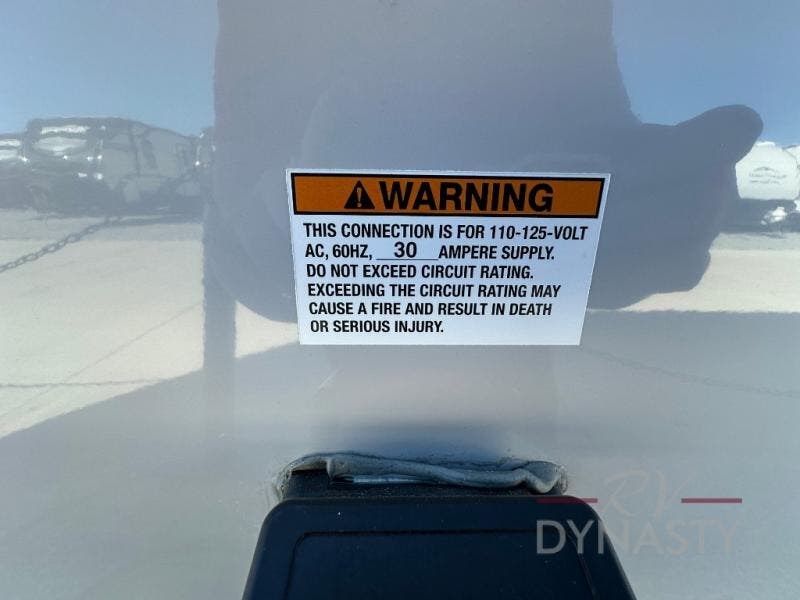 WARNING
THIS CONNECTION IS FOR 110-125-VOLT
AC, 60HZ, 30 AMPERE SUPPLY.
DO NOT EXCEED CIRCUIT RATING.
EXCEEDING THE CIRCUIT RATING MAY
CAUSE A FIRE AND RESULT IN DEATH
OR SERIOUS INJURY.
RV
DYNASTY